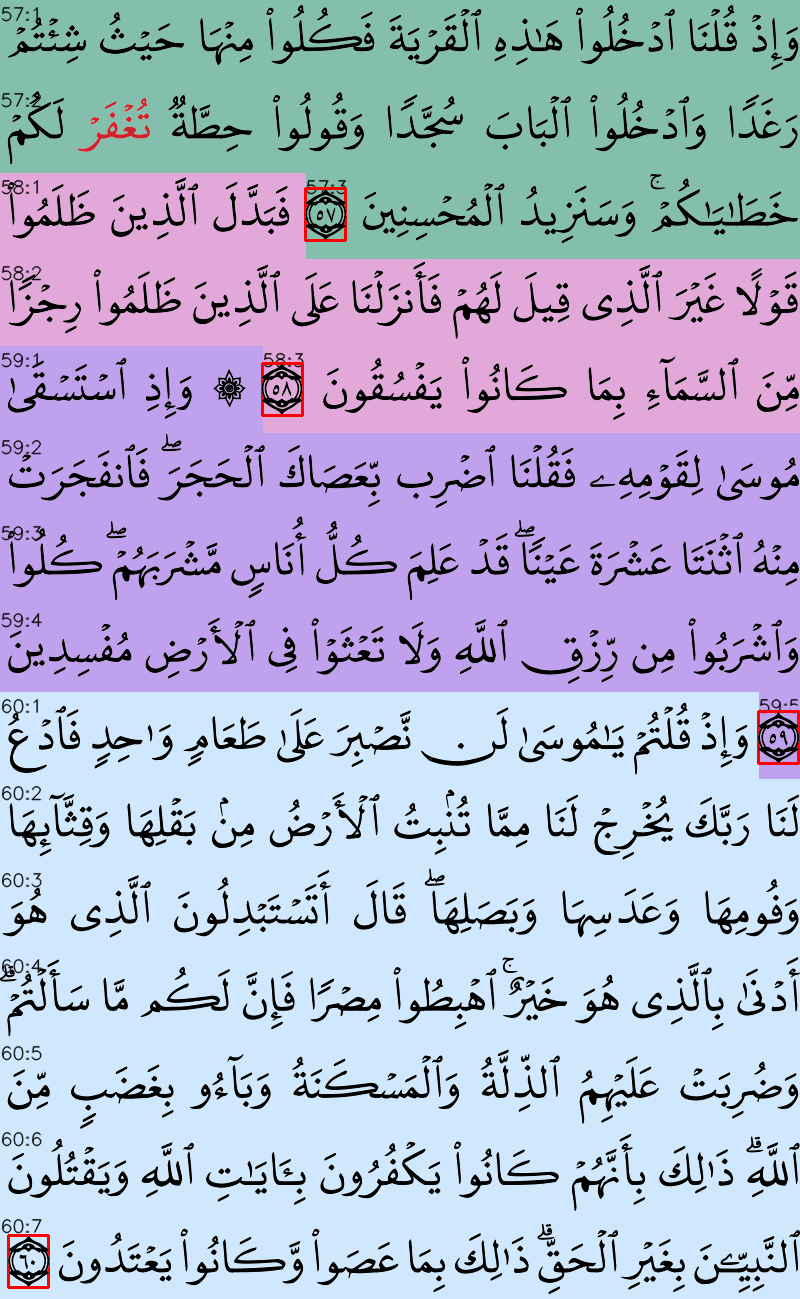 57:1
وَإِذۡ قُلۡنَا ٱدۡخُلُواْ هَٰذِهِ ٱلۡقَرۡيَةَ فَكُلُواْ مِنۡهَا حَيۡثُ شِئۡتُمۡ
57:2
رَغَدًا وَٱدۡخُلُواْ ٱلۡبَابَ سُجَّدًا وَقُولُواْ حِطَّةٌ تُغۡفَرۡ لَكُمۡ
57:3
خَطَٰيَٰكُمۡۚ وَسَنَزِيدُ ٱلۡمُحۡسِنِينَ ٥٧ فَبَدَّلَ ٱلَّذِينَ ظَلَمُواْ
58:1
58:2
قَوۡلًا غَيۡرَ ٱلَّذِى قِيلَ لَهُمۡ فَأَنزَلۡنَا عَلَى ٱلَّذِينَ ظَلَمُواْ رِجۡزًا
58:3
مِّنَ ٱلسَّمَآءِ بِمَا كَانُواْ يَفۡسُقُونَ ٥٨ ۞ وَإِذِ ٱسۡتَسۡقَىٰ
59:1
59:2
مُوسَىٰ لِقَوۡمِهِۦ فَقُلۡنَا ٱضۡرِب بِّعَصَاكَ ٱلۡحَجَرَۖ فَٱنفَجَرَتۡ
59:3
مِنۡهُ ٱثۡنَتَا عَشۡرَةَ عَيۡنًاۖ قَدۡ عَلِمَ كُلُّ أُنَاسٍ مَّشۡرَبَهُمۡۖ كُلُواْ
59:4
وَٱشۡرَبُواْ مِن رِّزۡقِ ٱللَّهِ وَلَا تَعۡثَوۡاْ فِى ٱلۡأَرۡضِ مُفۡسِدِينَ
59:5
60:1
٥٩ وَإِذۡ قُلۡتُمۡ يَٰمُوسَىٰ لَن نَّصۡبِرَ عَلَىٰ طَعَامٍ وَٰحِدٍ فَٱدۡعُ
60:2
لَنَا رَبَّكَ يُخۡرِجۡ لَنَا مِمَّا تُنۢبِتُ ٱلۡأَرۡضُ مِنۢ بَقۡلِهَا وَقِثَّآئِهَا
60:3
وَفُومِهَا وَعَدَسِهَا وَبَصَلِهَاۖ قَالَ أَتَسۡتَبۡدِلُونَ ٱلَّذِى هُوَ
60:4
أَدۡنَىٰ بِٱلَّذِى هُوَ خَيۡرٌۚ ٱهۡبِطُواْ مِصۡرًا فَإِنَّ لَكُم مَّا سَأَلۡتُمۡۗ
60:5
وَضُرِبَتۡ عَلَيۡهِمُ ٱلذِّلَّةُ وَٱلۡمَسۡكَنَةُ وَبَآءُو بِغَضَبٍ مِّنَ
60:6
ٱللَّهِۗ ذَٰلِكَ بِأَنَّهُمۡ كَانُواْ يَكۡفُرُونَ بِـَٔايَٰتِ ٱللَّهِ وَيَقۡتُلُونَ
60:7
ٱلنَّبِيِّـۧنَ بِغَيۡرِ ٱلۡحَقِّۗ ذَٰلِكَ بِمَا عَصَواْ وَّكَانُواْ يَعۡتَدُونَ ٦٠